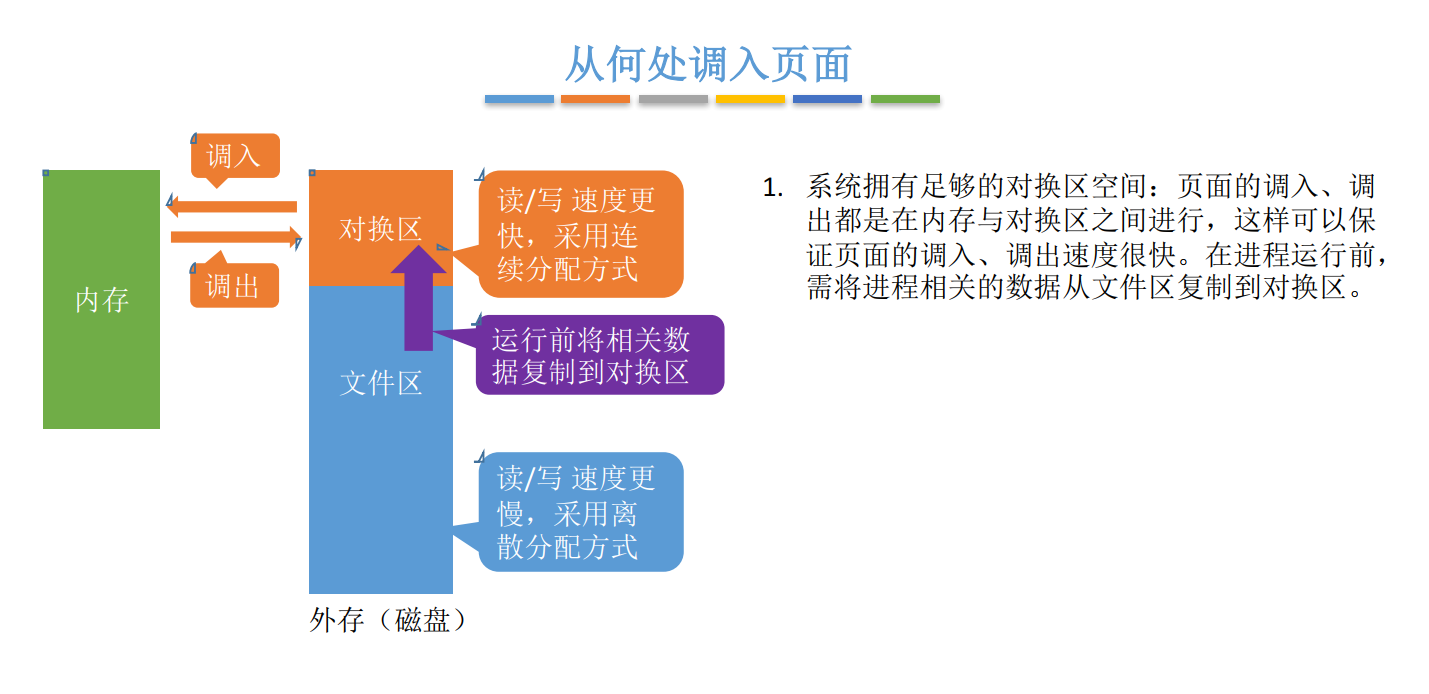 从何处调入页面
调入
调出
内存
对换区
文件区
外存（磁盘）
读/写 速度更
快，采用连
续分配方式
运行前将相关数
据复制到对换区
读/写 速度更
慢，采用离
散分配方式
1. 系统拥有足够的对换区空间：页面的调入、调
出都是在内存与对换区之间进行，这样可以保
证页面的调入、调出速度很快。在进程运行前，
需将进程相关的数据从文件区复制到对换区。